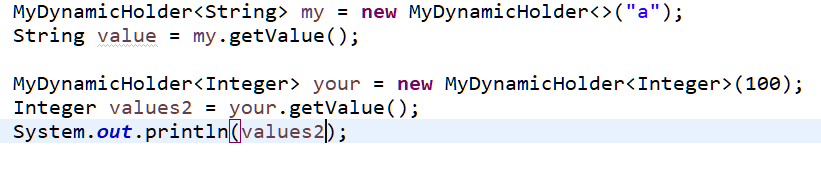 MyDynamicHolder<String> my = new MyDynamicHolder<>("a");
String value = my.getValue();
MyDynamicHolder<Integer> your = new MyDynamicHolder<Integer>(100);
Integer values2 = your.getValue();
System.out.println(values2);